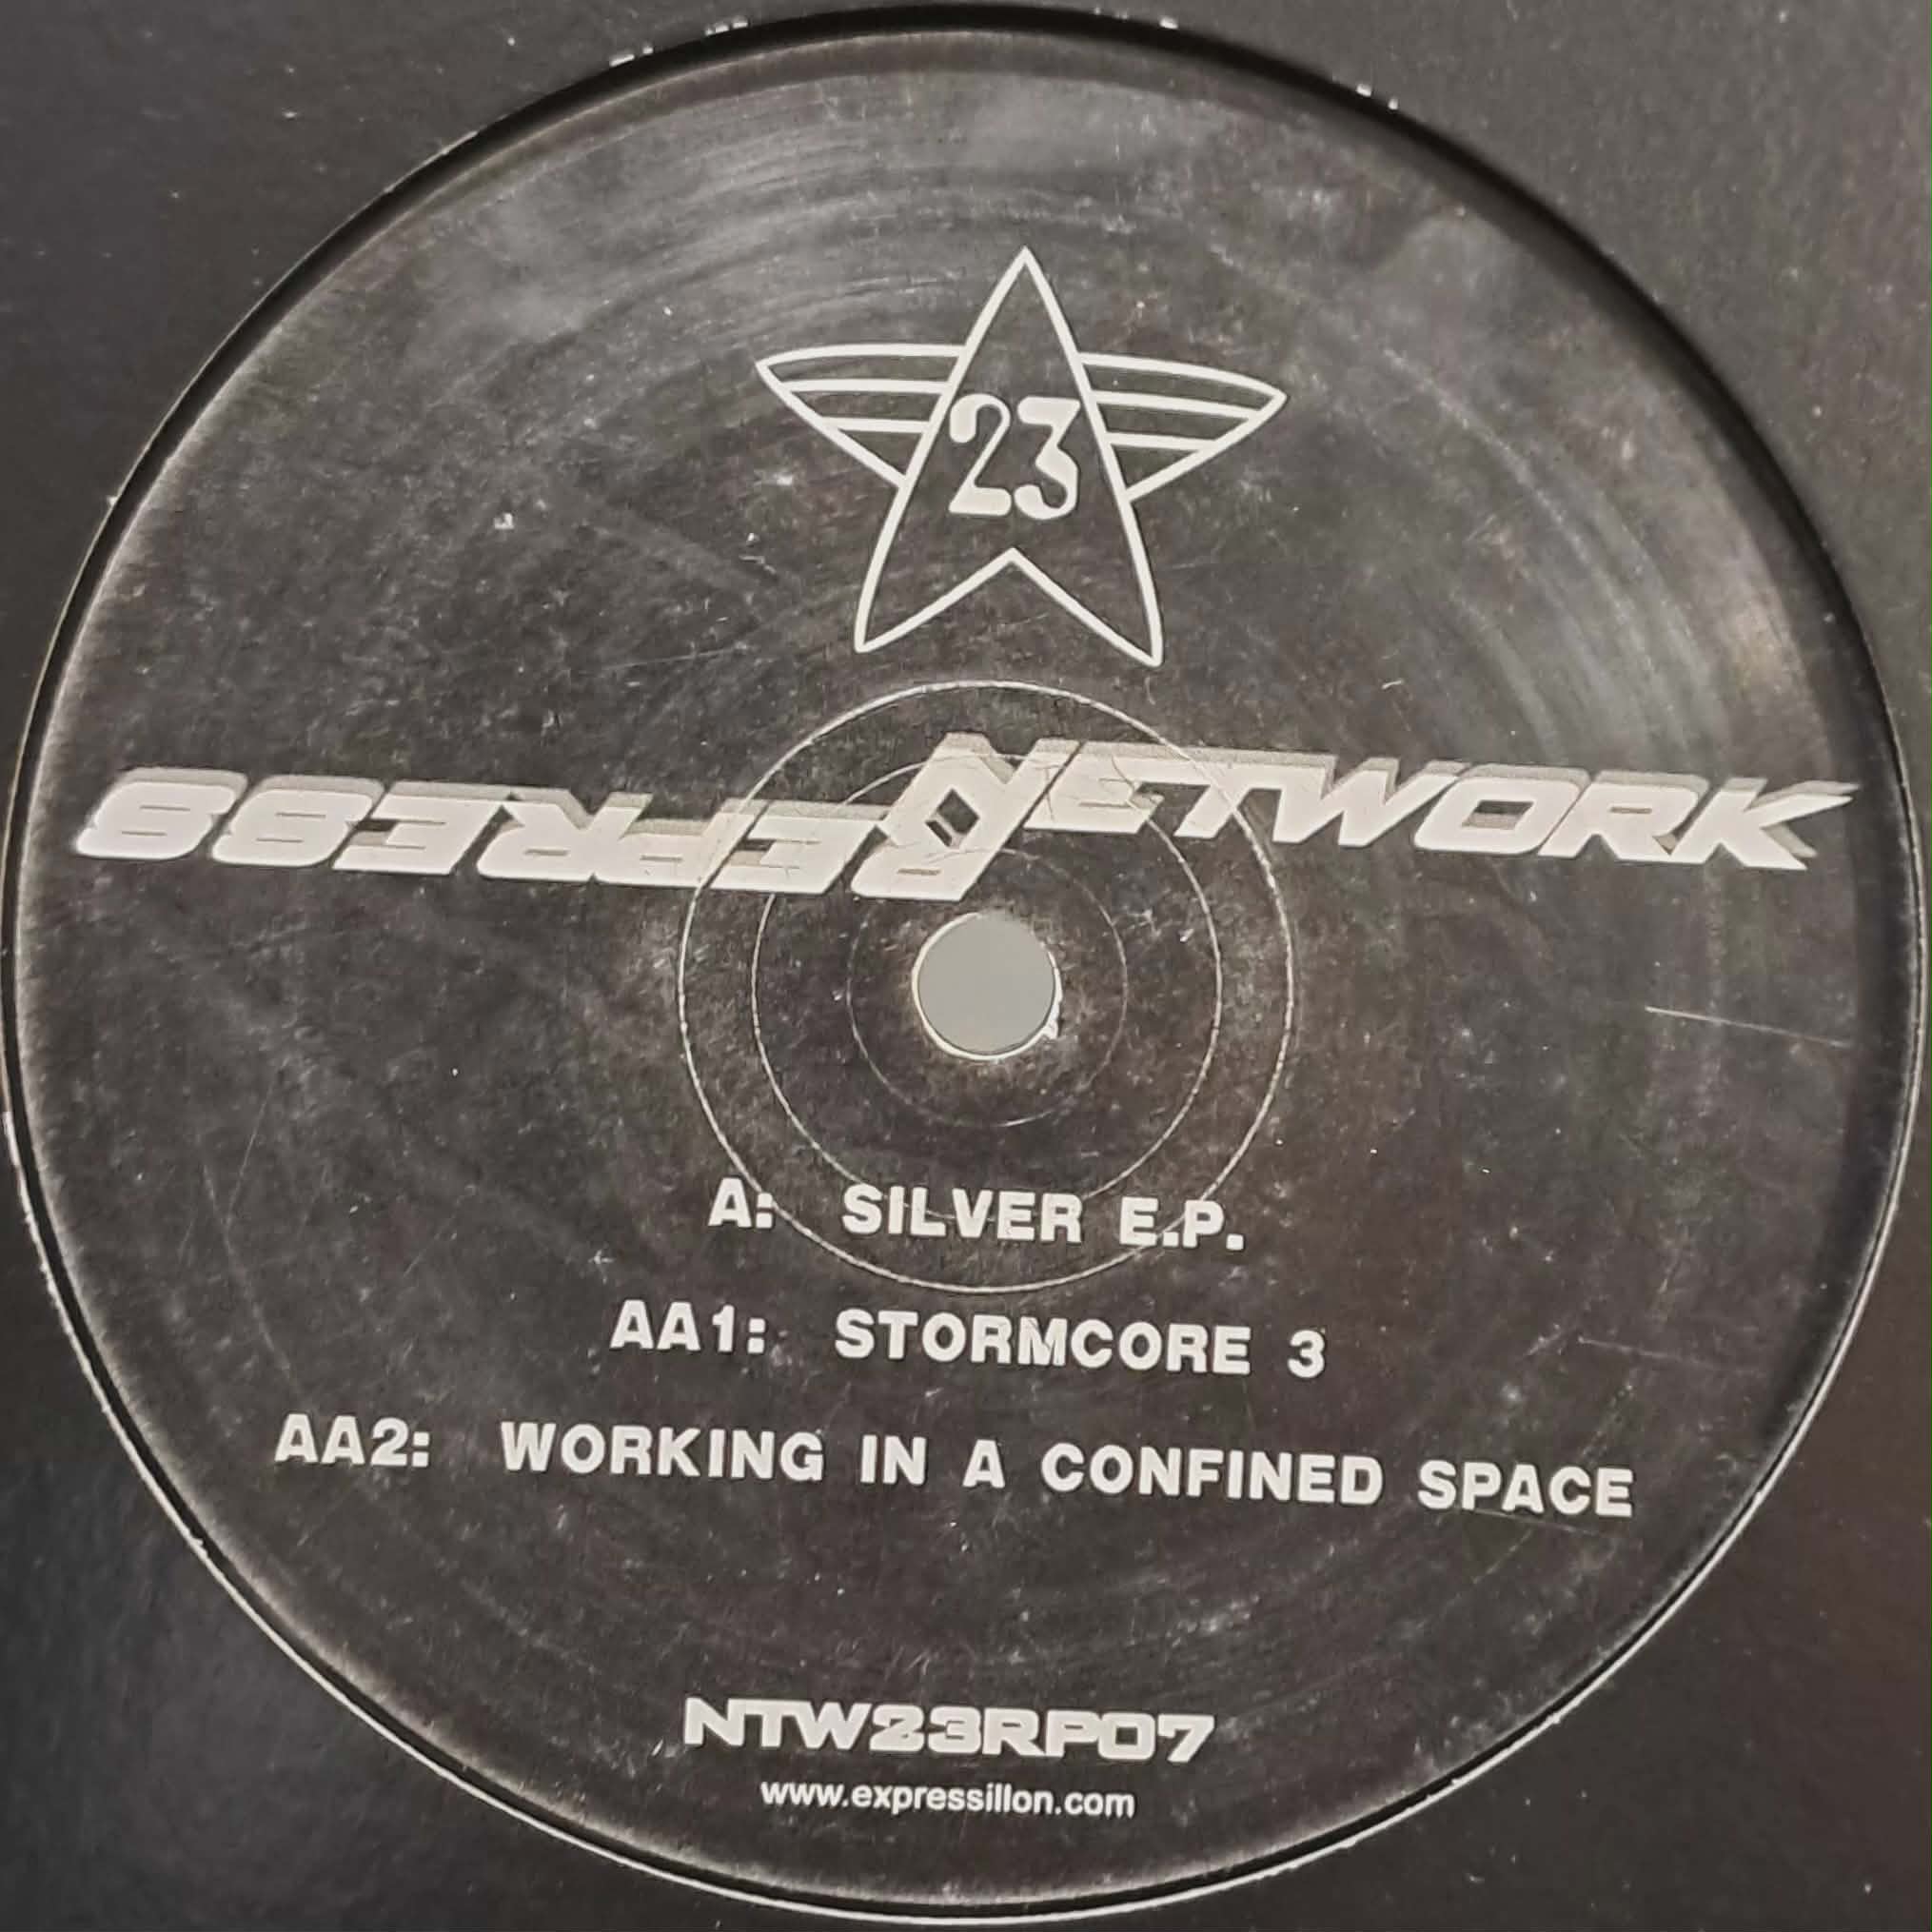 23
NETWORK
REPRESS
A: SILVER E.P.
AA1: STORMCORE 3
AA2: WORKING IN A CONFINED SPACE
NTW23RP07
www.expressillon.com